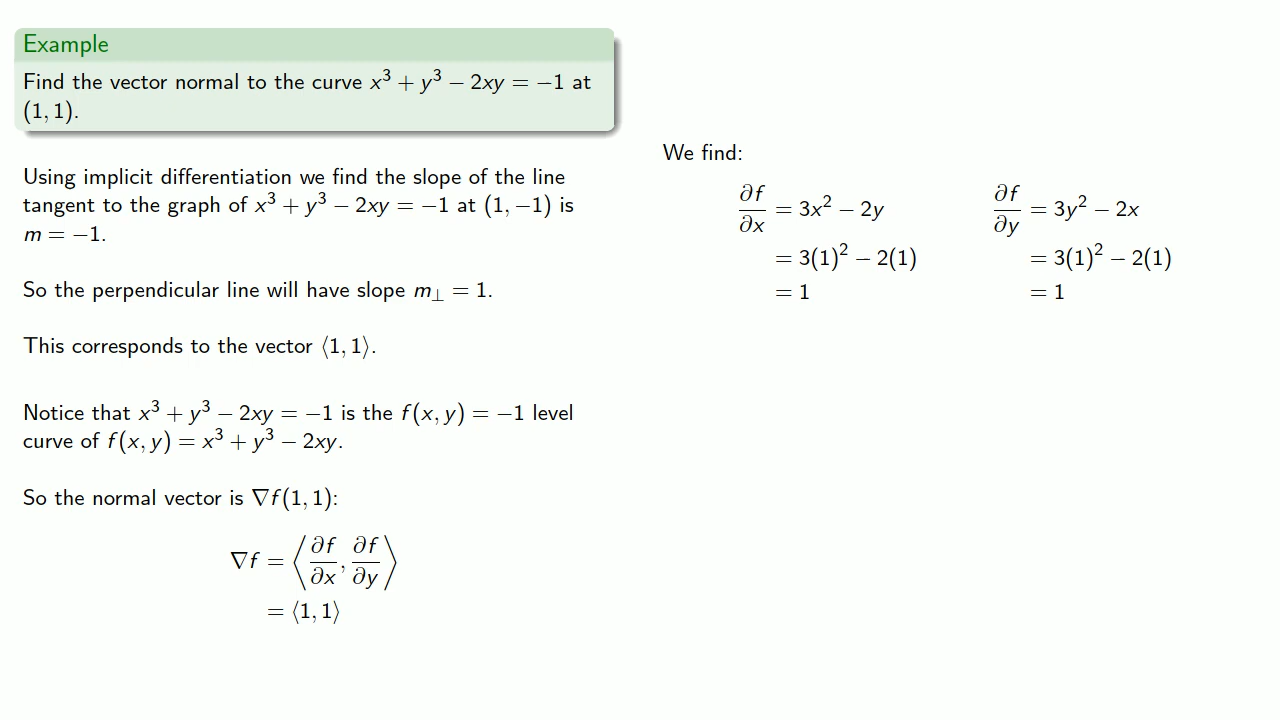 Example
Find the vector normal to the curve x³ + y³ − 2xy = −1 at
(1, 1).
Using implicit differentiation we find the slope of the line
tangent to the graph of x³ + y³ − 2xy = −1 at (1, −1) is
m = −1.
So the perpendicular line will have slope m⊥ = 1.
This corresponds to the vector ⟨1, 1⟩.
Notice that x³ + y³ − 2xy = −1 is the f(x, y) = −1 level
curve of f(x, y) = x³ + y³ − 2xy.
So the normal vector is ∇f(1, 1):
∇f = ⟨∂f/∂x, ∂f/∂y⟩
= ⟨1, 1⟩
We find:
∂f/∂x = 3x² − 2y
= 3(1)² − 2(1)
= 1
∂f/∂y = 3y² − 2x
= 3(1)² − 2(1)
= 1